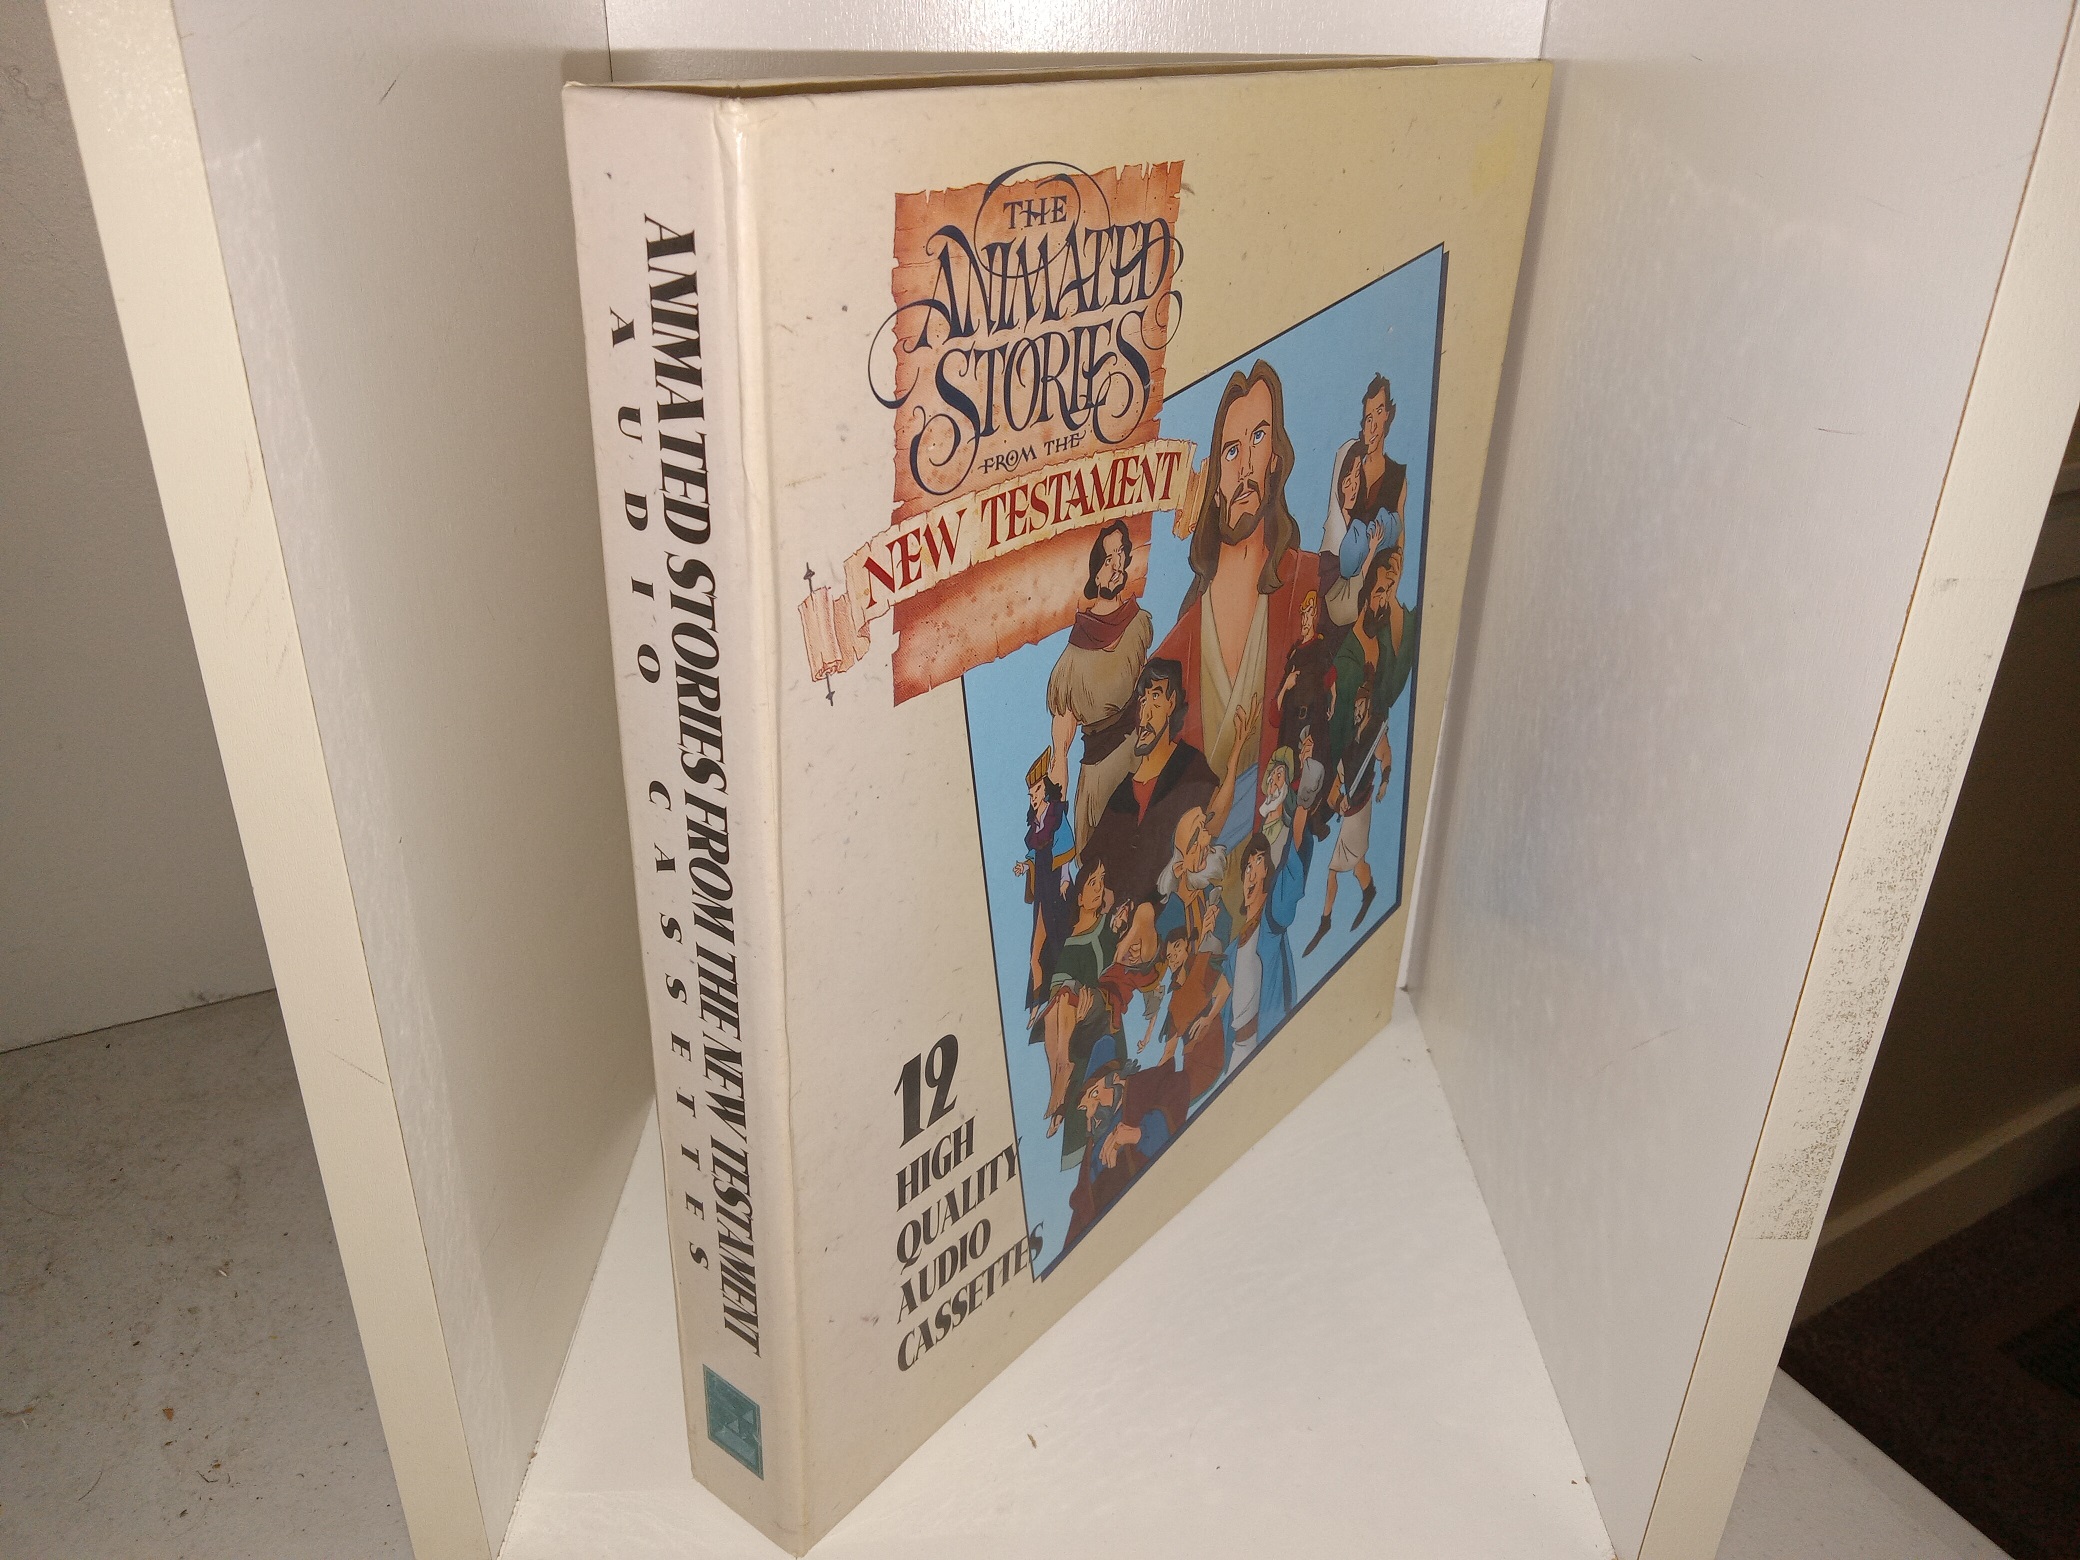 ANIMATED STORIES FROM THE NEW TESTAMENT
AUDIO CASSETTES
THE
ANIMATED
STORIES
FROM THE
NEW TESTAMENT
12
HIGH
QUALITY
AUDIO
CASSETTES